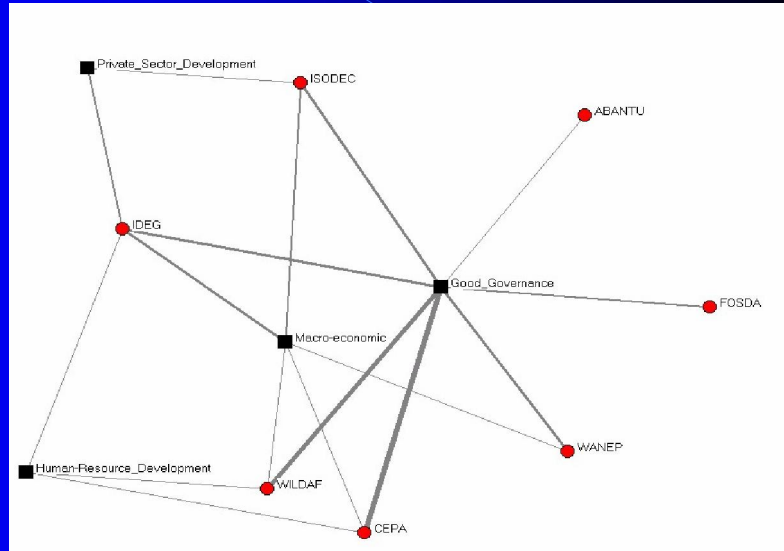 Private_Sector_Development
ISODEC
ABANTU
IDEG
Good_Governance
FOSDA
Macro-economic
WANEP
Human-Resource_Development
WILDAF
CEPA